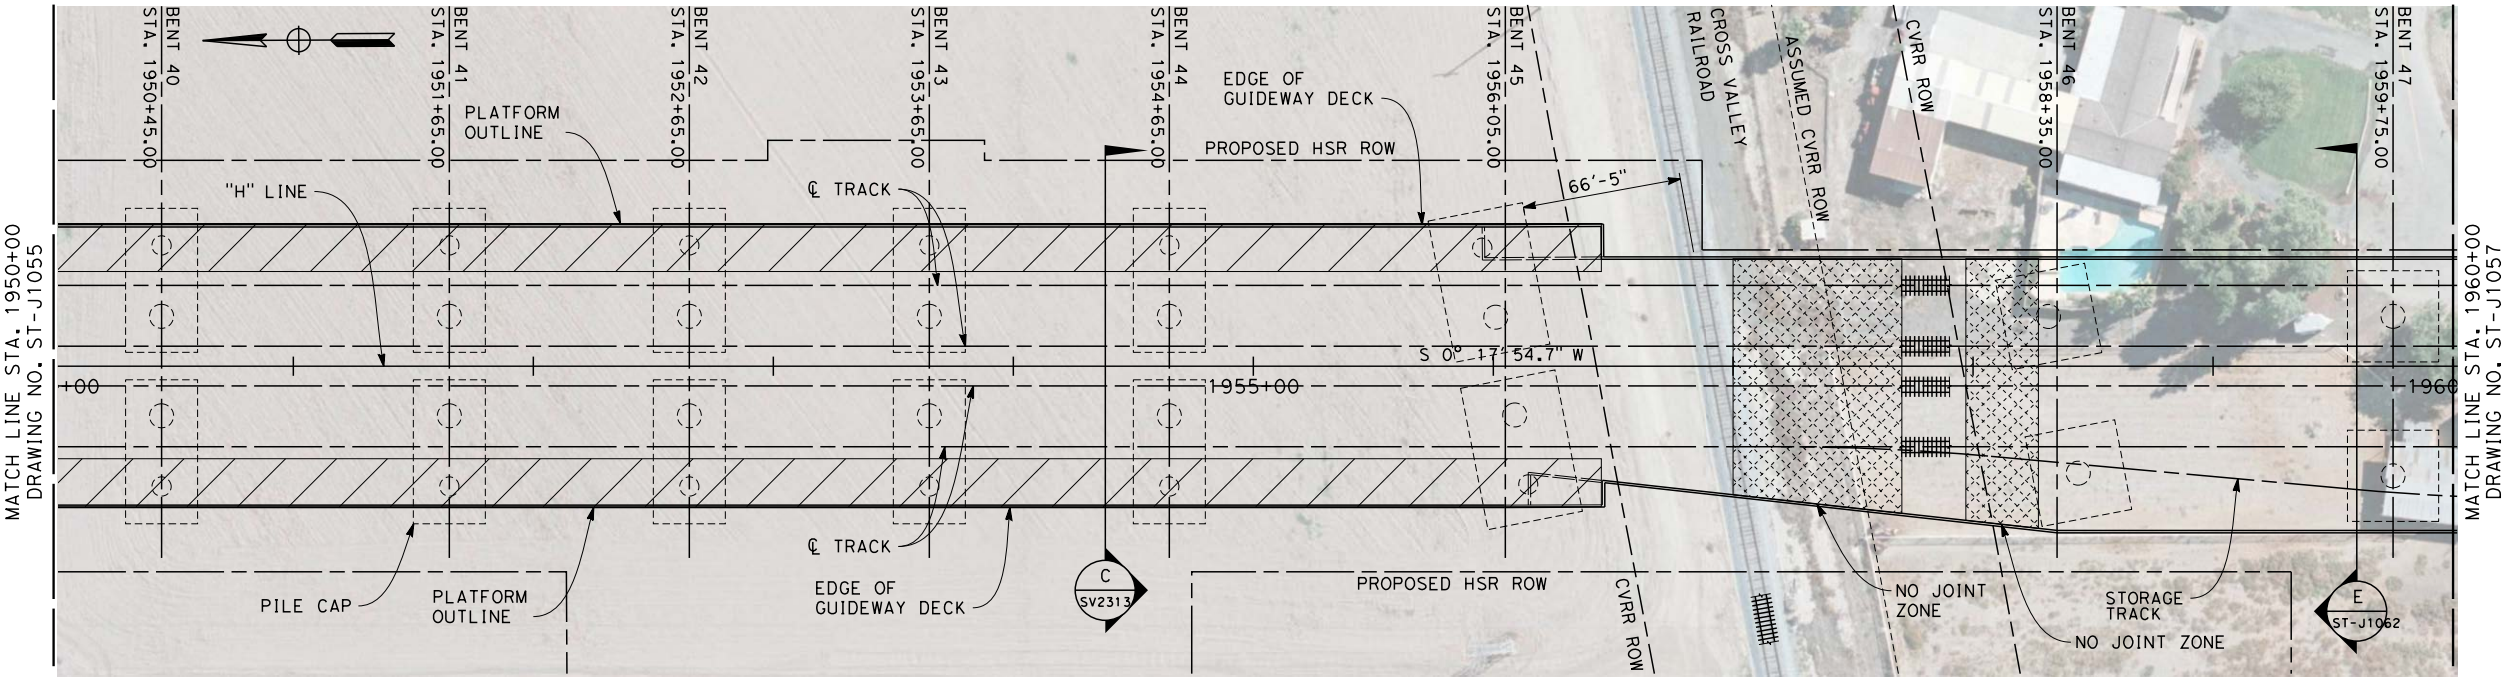 MATCH LINE STA. 1950+00
DRAWING NO. ST-J1055
BENT 40
STA. 1950+45.00
BENT 41
STA. 1951+65.00
BENT 42
STA. 1952+65.00
BENT 43
STA. 1953+65.00
BENT 44
STA. 1954+65.00
BENT 45
STA. 1956+05.00
BENT 46
STA. 1958+35.00
BENT 47
STA. 1959+75.00
PLATFORM
OUTLINE
"H" LINE
℄ TRACK
EDGE OF
GUIDEWAY DECK
PROPOSED HSR ROW
66'-5"
CROSS VALLEY
RAILROAD
ASSUMED CVRR ROW
CVRR ROW
S 0° 17' 54.7" W
+00
1955+00
1960
℄ TRACK
PILE CAP
PLATFORM
OUTLINE
EDGE OF
GUIDEWAY DECK
C
SV2313
PROPOSED HSR ROW
CVRR ROW
NO JOINT
ZONE
NO JOINT ZONE
STORAGE
TRACK
E
ST-J1062
MATCH LINE STA. 1960+00
DRAWING NO. ST-J1057